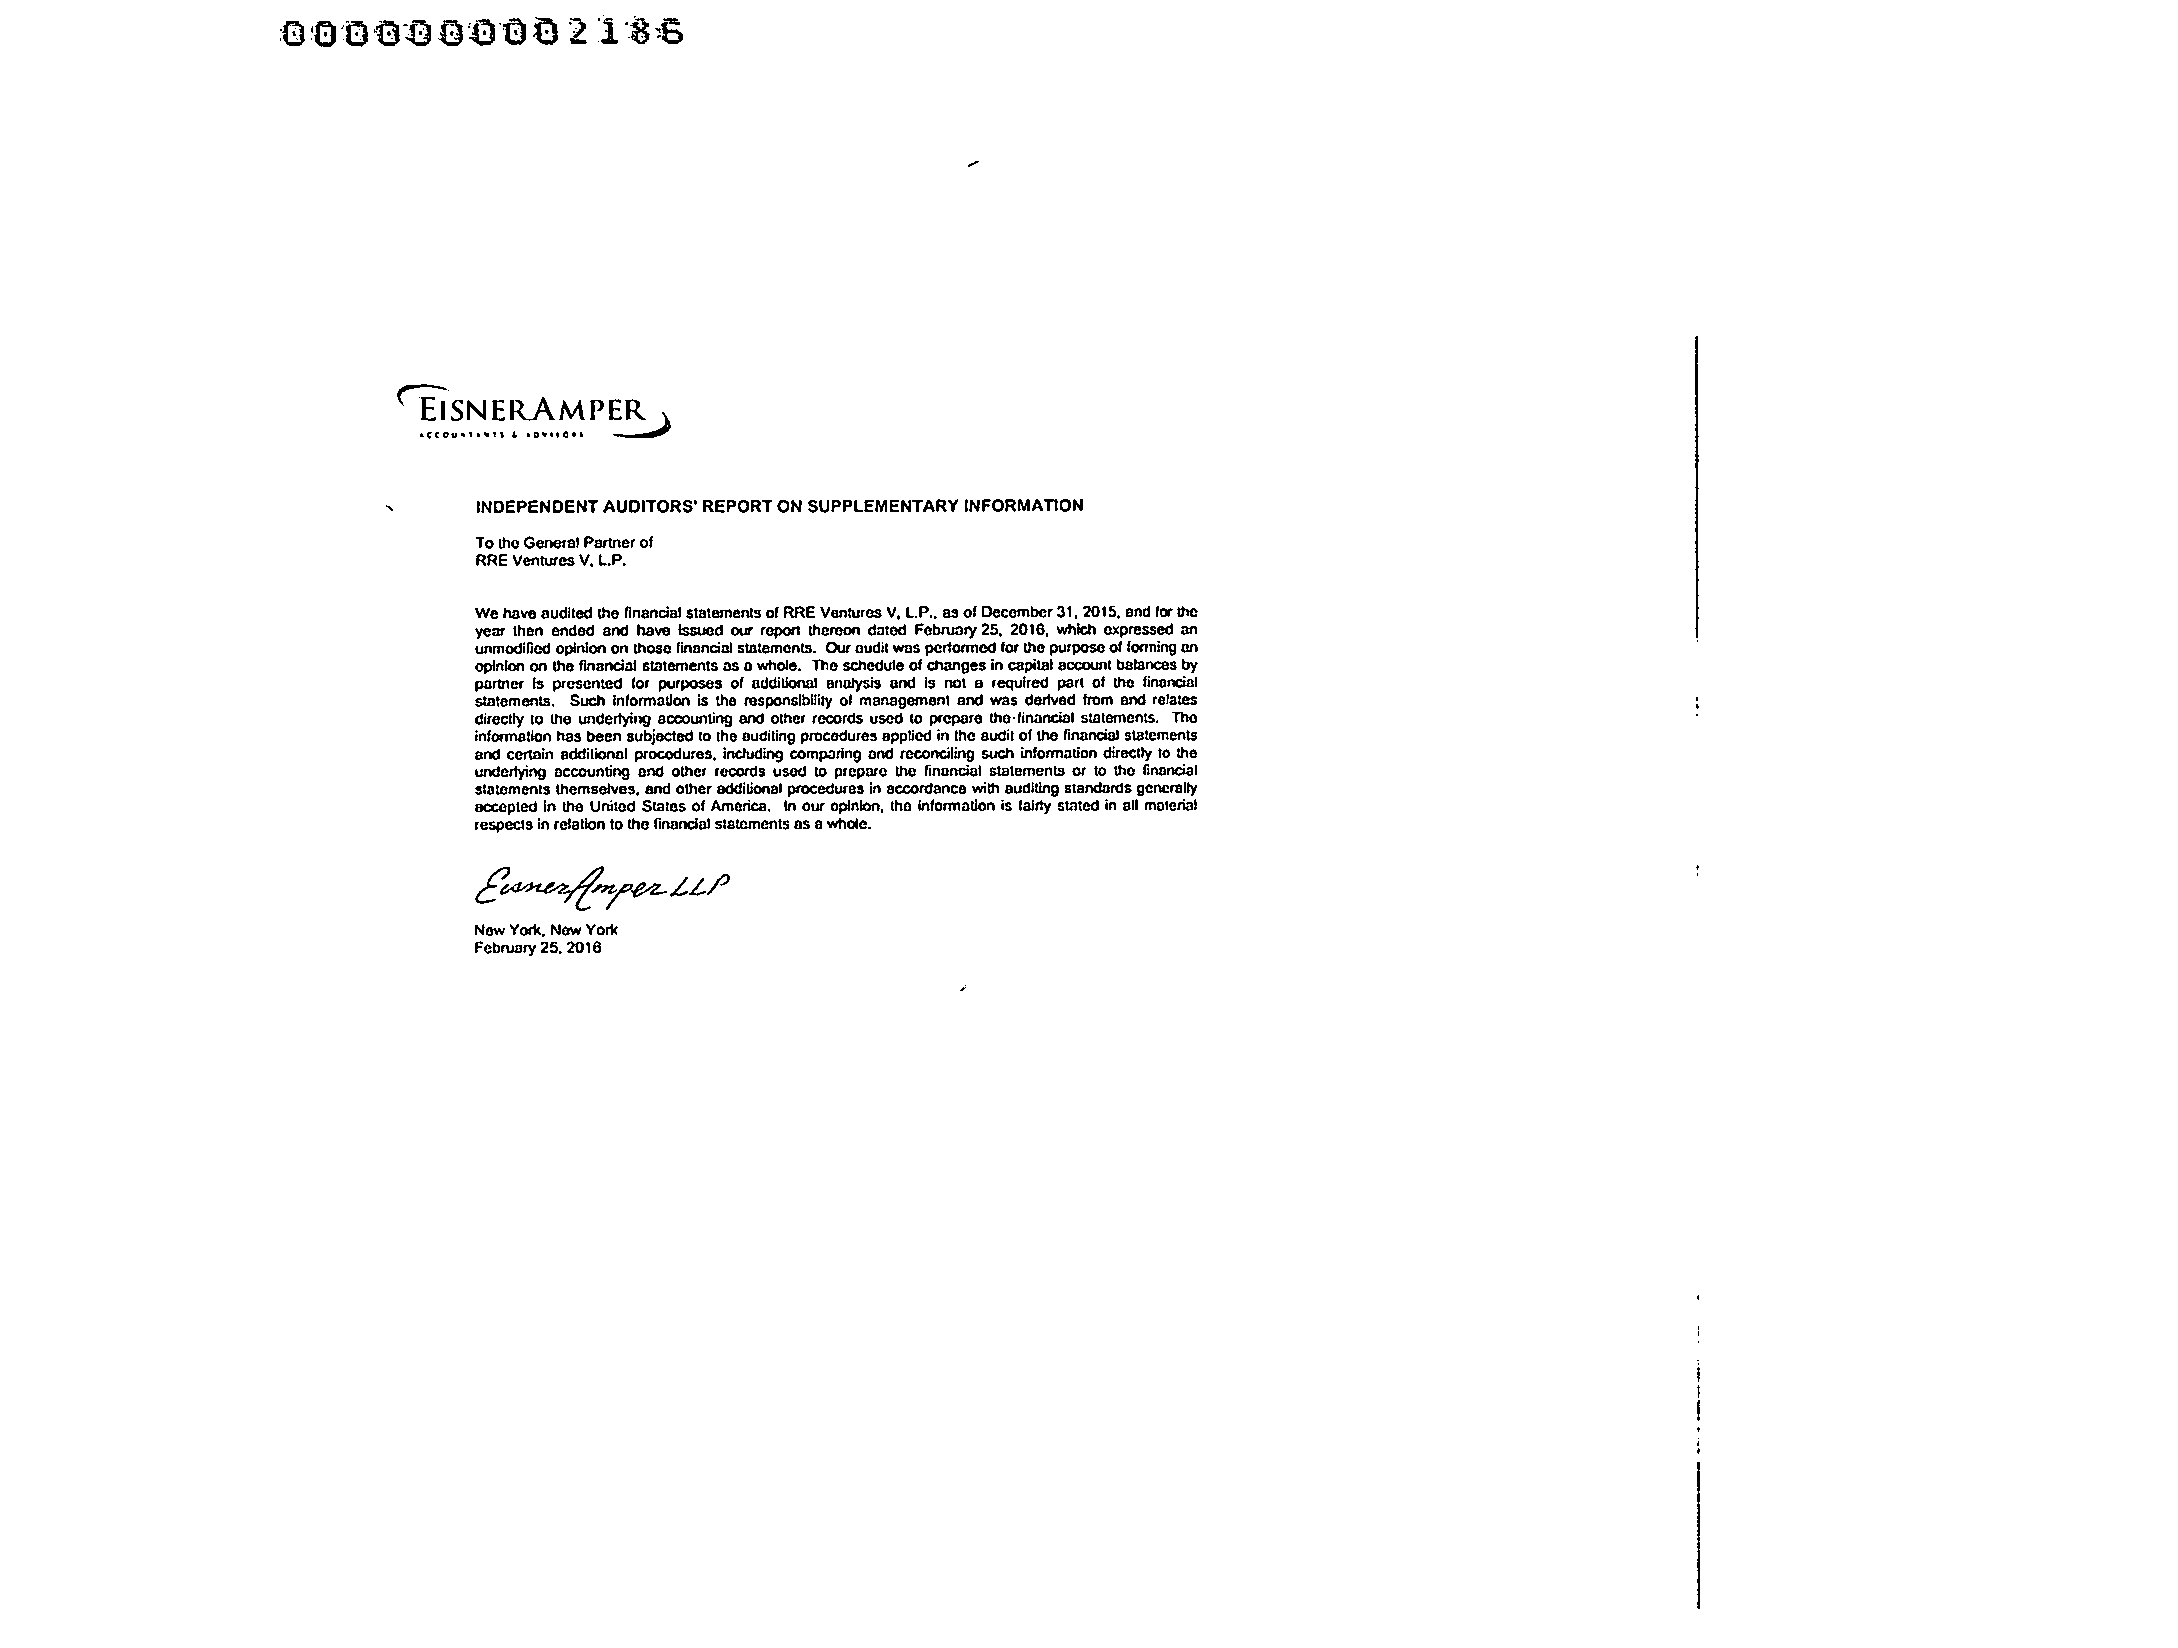 0000000002186
EISNERAMPER
ACCOUNTANTS & ADVISORS
INDEPENDENT AUDITORS' REPORT ON SUPPLEMENTARY INFORMATION
To the General Partner of
RRE Ventures V, L.P.
We have audited the financial statements of RRE Ventures V, L.P., as of December 31, 2015, and for the
year then ended and have issued our report thereon dated February 25, 2016, which expressed an
unmodified opinion on those financial statements. Our audit was performed for the purpose of forming an
opinion on the financial statements as a whole. The schedule of changes in capital account balances by
partner is presented for purposes of additional analysis and is not a required part of the financial
statements. Such information is the responsibility of management and was derived from and relates
directly to the underlying accounting and other records used to prepare the financial statements. The
information has been subjected to the auditing procedures applied in the audit of the financial statements
and certain additional procedures, including comparing and reconciling such information directly to the
underlying accounting and other records used to prepare the financial statements or to the financial
statements themselves, and other additional procedures in accordance with auditing standards generally
accepted in the United States of America. In our opinion, the information is fairly stated in all material
respects in relation to the financial statements as a whole.
EisnerAmper LLP
New York, New York
February 25, 2016